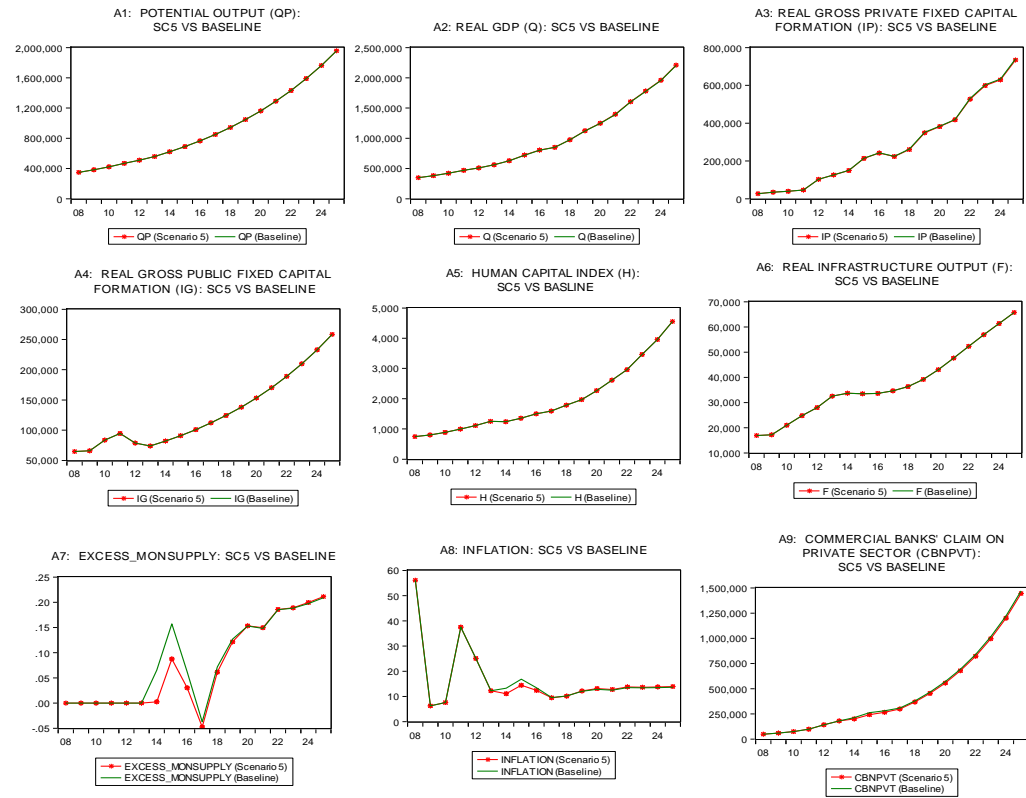 A1: POTENTIAL OUTPUT (QP):
SC5 VS BASELINE
2,000,000
1,600,000
1,200,000
800,000
400,000
0
08 10 12 14 16 18 20 22 24
QP (Scenario 5) QP (Baseline)
A2: REAL GDP (Q): SC5 VS BASELINE
2,500,000
2,000,000
1,500,000
1,000,000
500,000
0
08 10 12 14 16 18 20 22 24
Q (Scenario 5) Q (Baseline)
A3: REAL GROSS PRIVATE FIXED CAPITAL
FORMATION (IP): SC5 VS BASELINE
800,000
600,000
400,000
200,000
0
08 10 12 14 16 18 20 22 24
IP (Scenario 5) IP (Baseline)
A4: REAL GROSS PUBLIC FIXED CAPITAL
FORMATION (IG): SC5 VS BASELINE
300,000
250,000
200,000
150,000
100,000
50,000
08 10 12 14 16 18 20 22 24
IG (Scenario 5) IG (Baseline)
A5: HUMAN CAPITAL INDEX (H):
SC5 VS BASLINE
5,000
4,000
3,000
2,000
1,000
0
08 10 12 14 16 18 20 22 24
H (Scenario 5) H (Baseline)
A6: REAL INFRASTRUCTURE OUTPUT (F):
SC5 VS BASELINE
70,000
60,000
50,000
40,000
30,000
20,000
10,000
08 10 12 14 16 18 20 22 24
F (Scenario 5) F (Baseline)
A7: EXCESS_MONSUPPLY: SC5 VS BASELINE
.25
.20
.15
.10
.05
.00
-.05
08 10 12 14 16 18 20 22 24
EXCESS_MONSUPPLY (Scenario 5)
EXCESS_MONSUPPLY (Baseline)
A8: INFLATION: SC5 VS BASELINE
60
50
40
30
20
10
0
08 10 12 14 16 18 20 22 24
INFLATION (Scenario 5)
INFLATION (Baseline)
A9: COMMERCIAL BANKS' CLAIM ON
PRIVATE SECTOR (CBNPVT):
SC5 VS BASELINE
1,500,000
1,250,000
1,000,000
750,000
500,000
250,000
0
08 10 12 14 16 18 20 22 24
CBNPVT (Scenario 5)
CBNPVT (Baseline)